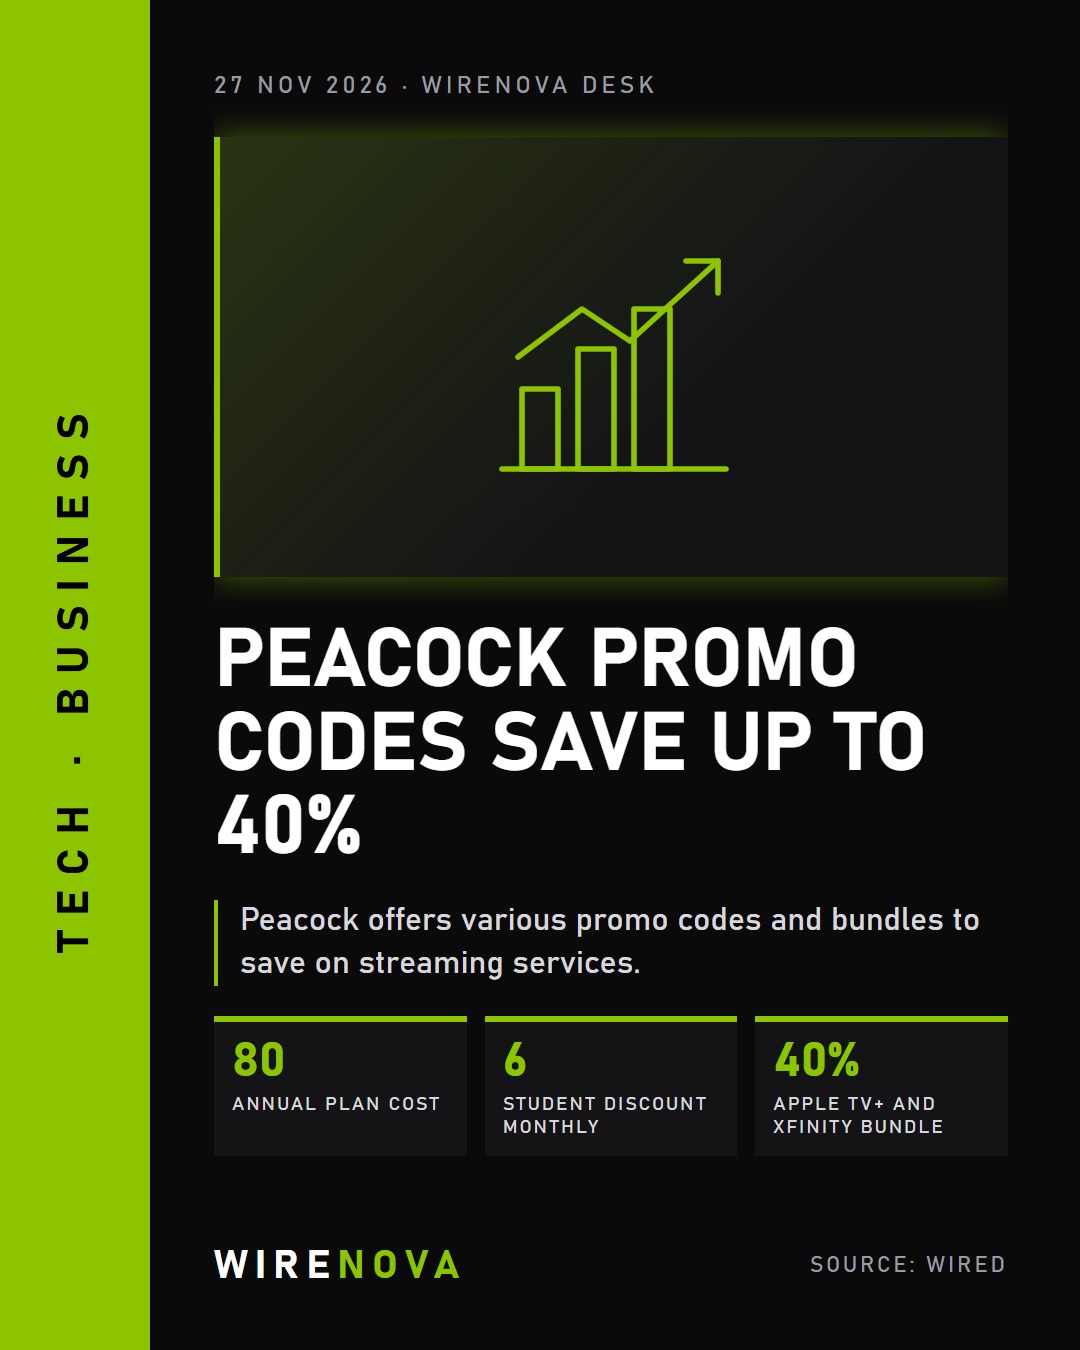 TECH · BUSINESS
27 NOV 2026 · WIRENOVA DESK
PEACOCK PROMO
CODES SAVE UP TO
40%
Peacock offers various promo codes and bundles to
save on streaming services.
80
ANNUAL PLAN COST
6
STUDENT DISCOUNT
MONTHLY
40%
APPLE TV+ AND
XFINITY BUNDLE
WIRENOVA
SOURCE: WIRED